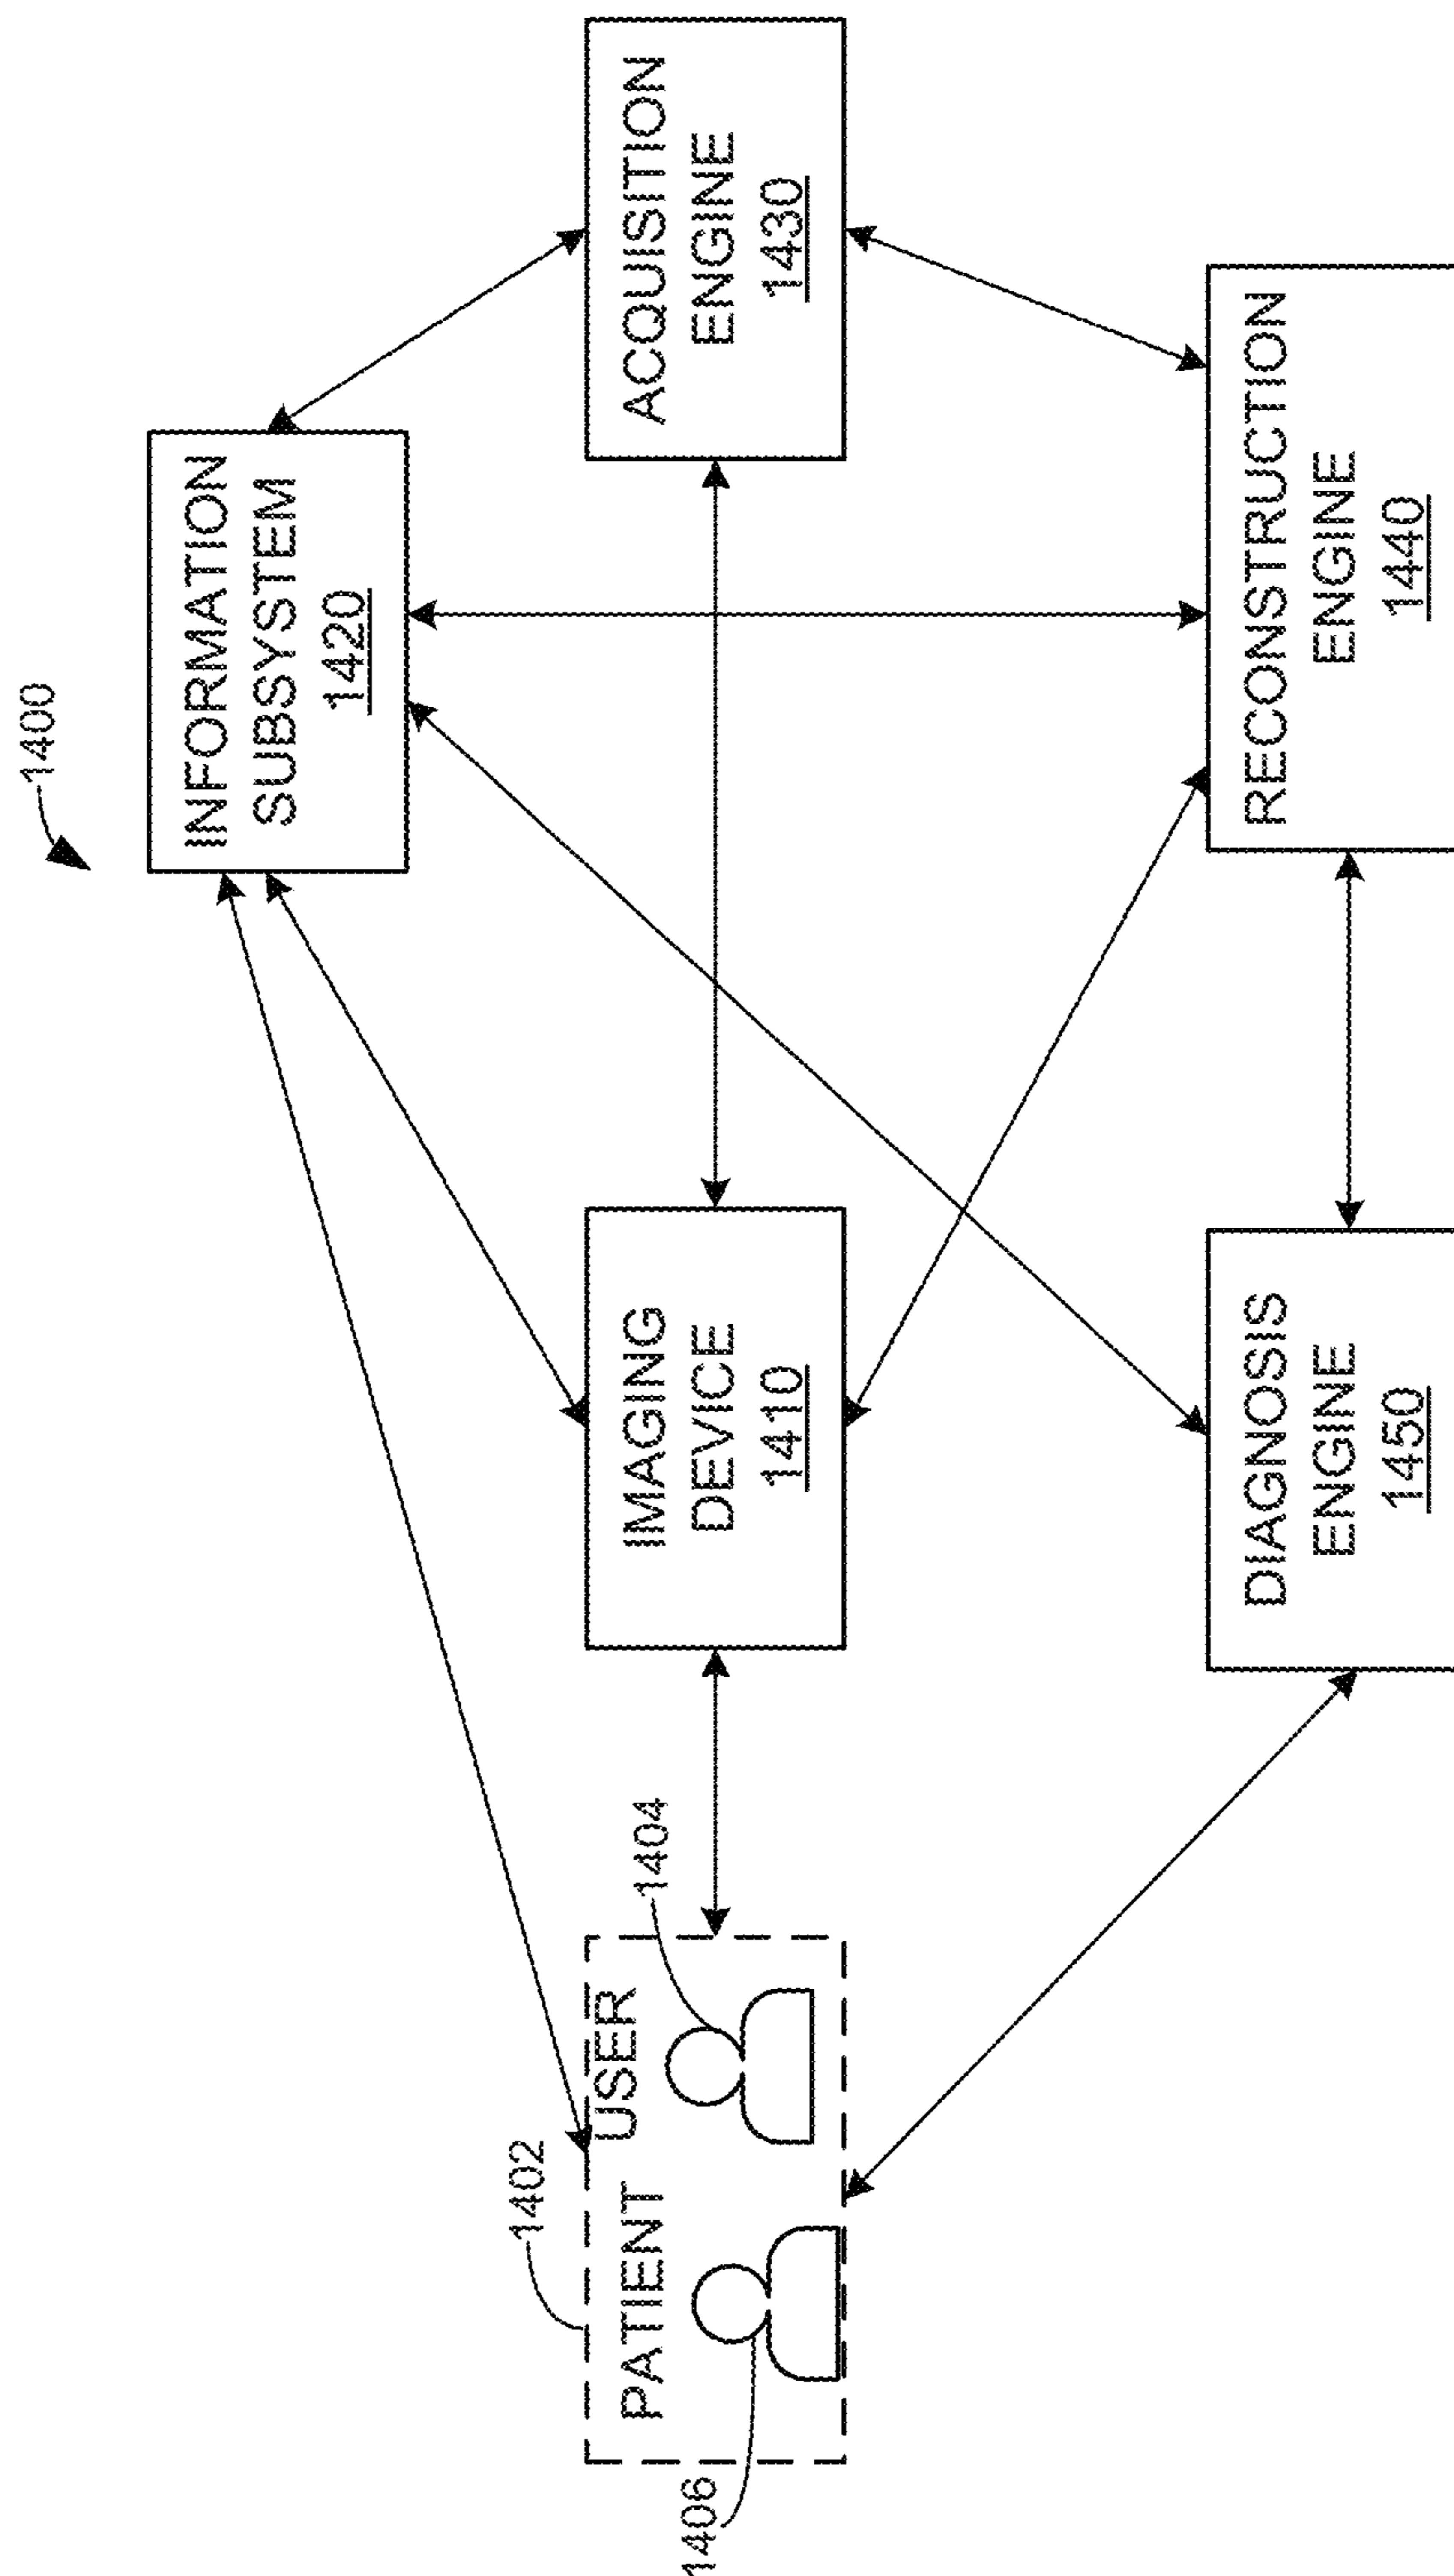 1400
INFORMATION
SUBSYSTEM
1420
1402
PATIENT
USER
1404
1406
IMAGING
DEVICE
1410
ACQUISITION
ENGINE
1430
DIAGNOSIS
ENGINE
1450
RECONSTRUCTION
ENGINE
1440